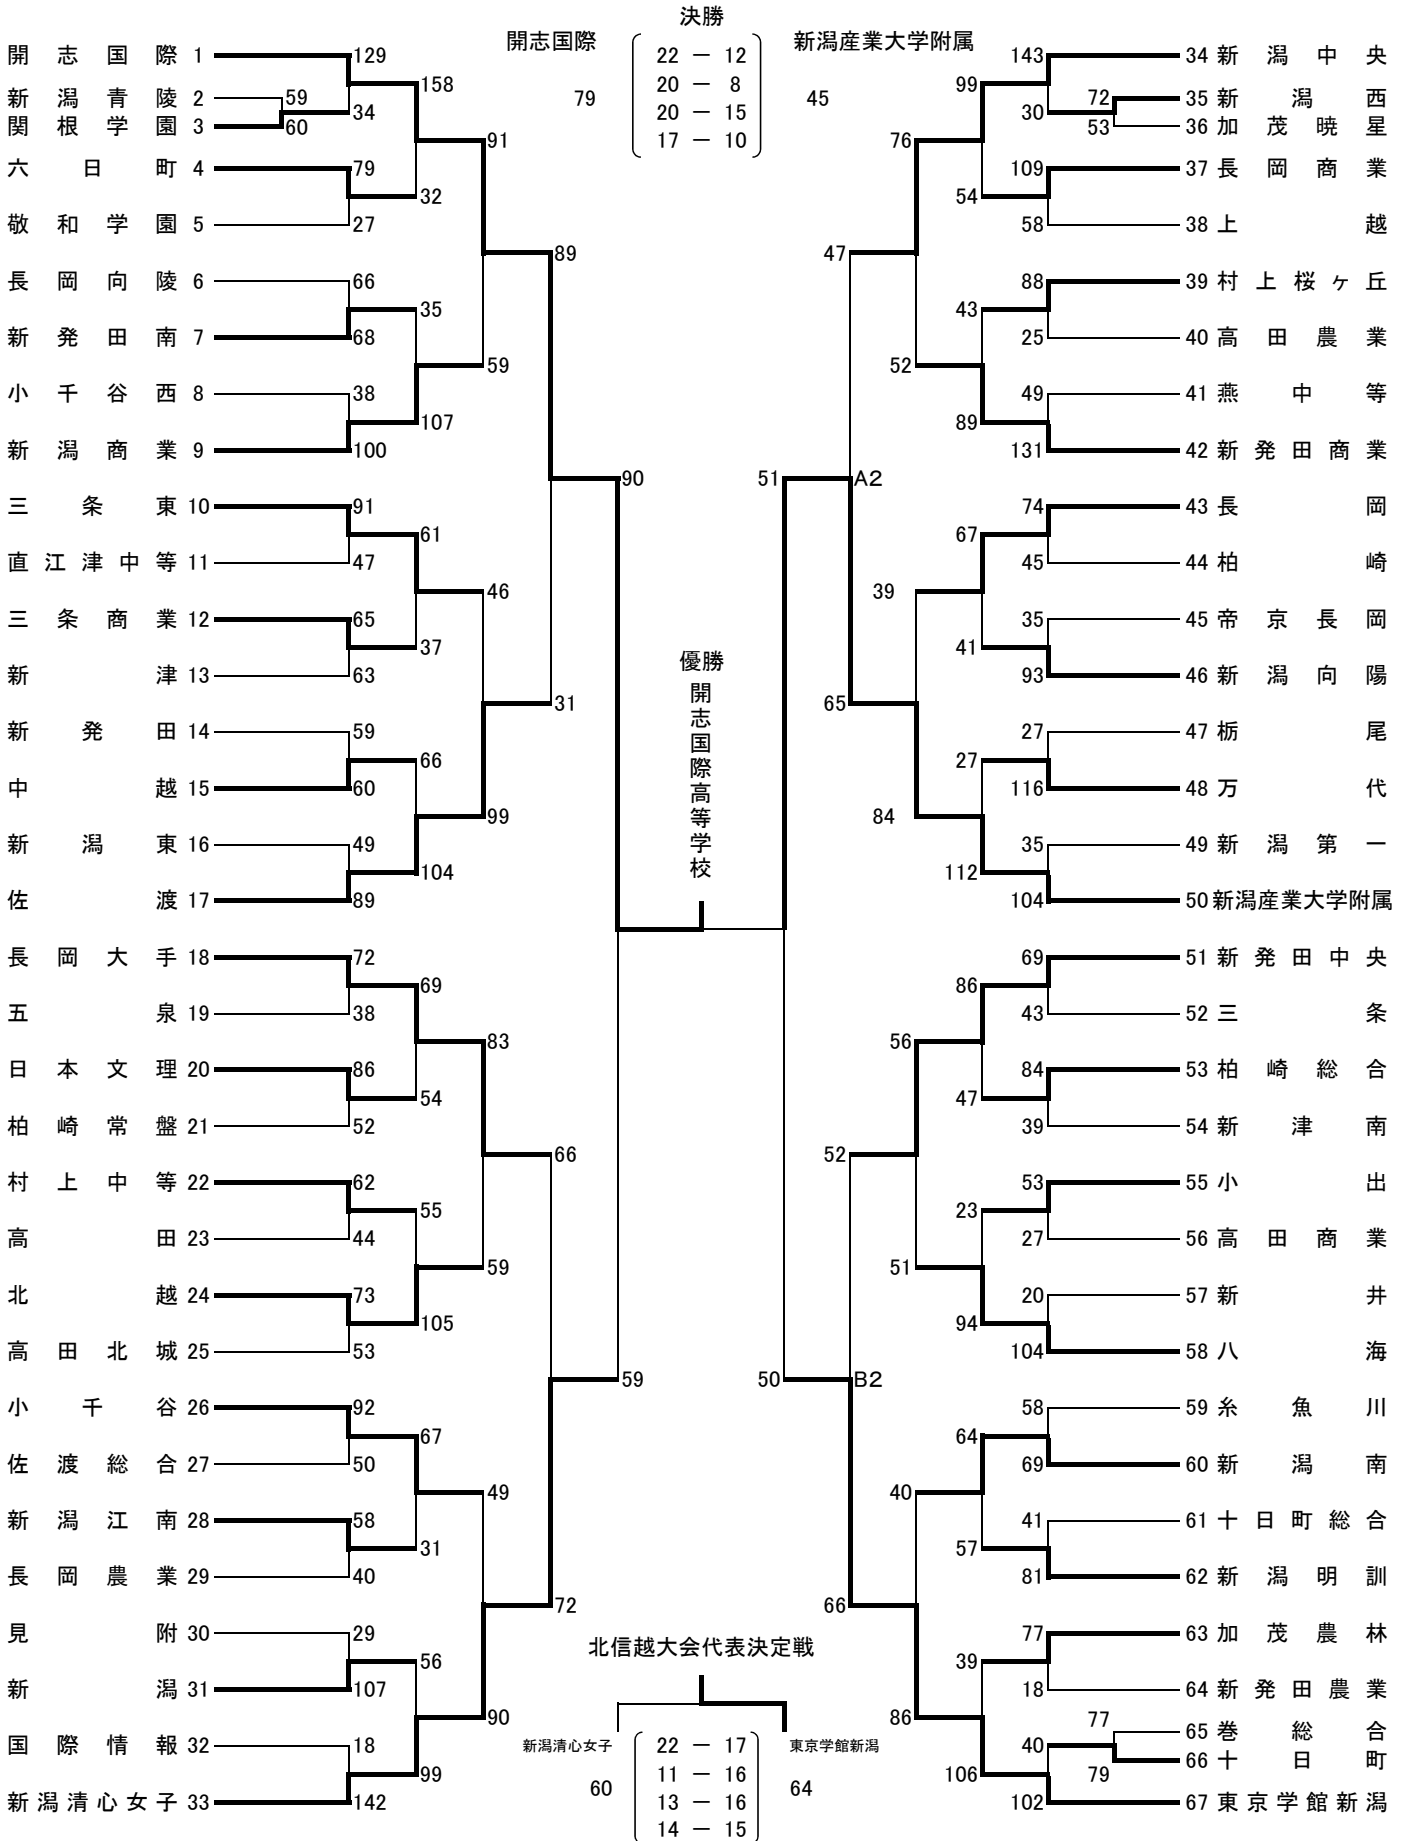 決勝
開志国際 22 － 12 新潟産業大学附属
79 20 － 8 45
20 － 15
17 － 10
開志国際 1 129
新潟青陵 2 59
関根学園 3 60
34
158
六日町 4 79
敬和学園 5 27
32
91
長岡向陵 6 66
新発田南 7 68
35
小千谷西 8 38
新潟商業 9 100
107
59
89
三条東 10 91
直江津中等 11 47
61
三条商業 12 65
新津 13 63
37
46
新発田 14 59
中越 15 60
66
新潟東 16 49
佐渡 17 89
104
99
31
90
長岡大手 18 72
五泉 19 38
69
日本文理 20 86
柏崎常盤 21 52
54
83
村上中等 22 62
高田 23 44
55
北越 24 73
高田北城 25 53
105
59
66
小千谷 26 92
佐渡総合 27 50
67
新潟江南 28 58
長岡農業 29 40
31
49
見附 30 29
新潟 31 107
56
国際情報 32 18
新潟清心女子 33 142
99
90
72
59
優勝
開志国際高等学校
143 34 新潟中央
72 35 新潟西
53 36 加茂暁星
30
99
109 37 長岡商業
58 38 上越
54
76
88 39 村上桜ヶ丘
25 40 高田農業
43
49 41 燕中等
131 42 新発田商業
89
52
47
74 43 長岡
45 44 柏崎
67
35 45 帝京長岡
93 46 新潟向陽
41
39
27 47 栃尾
116 48 万代
27
35 49 新潟第一
104 50 新潟産業大学附属
112
84
65
51 A2
69 51 新発田中央
43 52 三条
86
84 53 柏崎総合
39 54 新津南
47
56
53 55 小出
27 56 高田商業
23
20 57 新井
104 58 八海
94
51
52
58 59 糸魚川
69 60 新潟南
64
41 61 十日町総合
81 62 新潟明訓
57
40
77 63 加茂農林
18 64 新発田農業
39
77 65 巻総合
79 66 十日町
40
102 67 東京学館新潟
106
86
66
50 B2
北信越大会代表決定戦
新潟清心女子 22 － 17 東京学館新潟
60 11 － 16 64
13 － 16
14 － 15